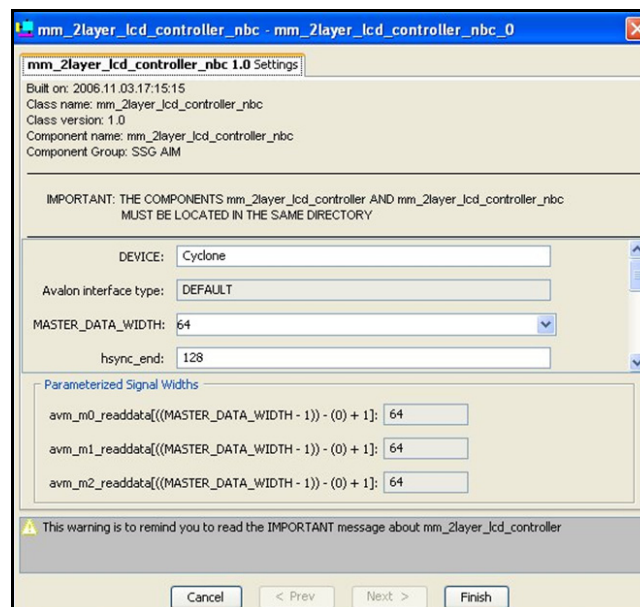 mm_2layer_lcd_controller_nbc - mm_2layer_lcd_controller_nbc_0
mm_2layer_lcd_controller_nbc 1.0 Settings
Built on: 2006.11.03.17:15:15
Class name: mm_2layer_lcd_controller_nbc
Class version: 1.0
Component name: mm_2layer_lcd_controller_nbc
Component Group: SSG AIM
IMPORTANT: THE COMPONENTS mm_2layer_lcd_controller AND mm_2layer_lcd_controller_nbc
MUST BE LOCATED IN THE SAME DIRECTORY
DEVICE: Cyclone
Avalon interface type: DEFAULT
MASTER_DATA_WIDTH: 64
hsync_end: 128
Parameterized Signal Widths
avm_m0_readdata[((MASTER_DATA_WIDTH - 1)) - (0) + 1]: 64
avm_m1_readdata[((MASTER_DATA_WIDTH - 1)) - (0) + 1]: 64
avm_m2_readdata[((MASTER_DATA_WIDTH - 1)) - (0) + 1]: 64
This warning is to remind you to read the IMPORTANT message about mm_2layer_lcd_controller
Cancel < Prev Next > Finish